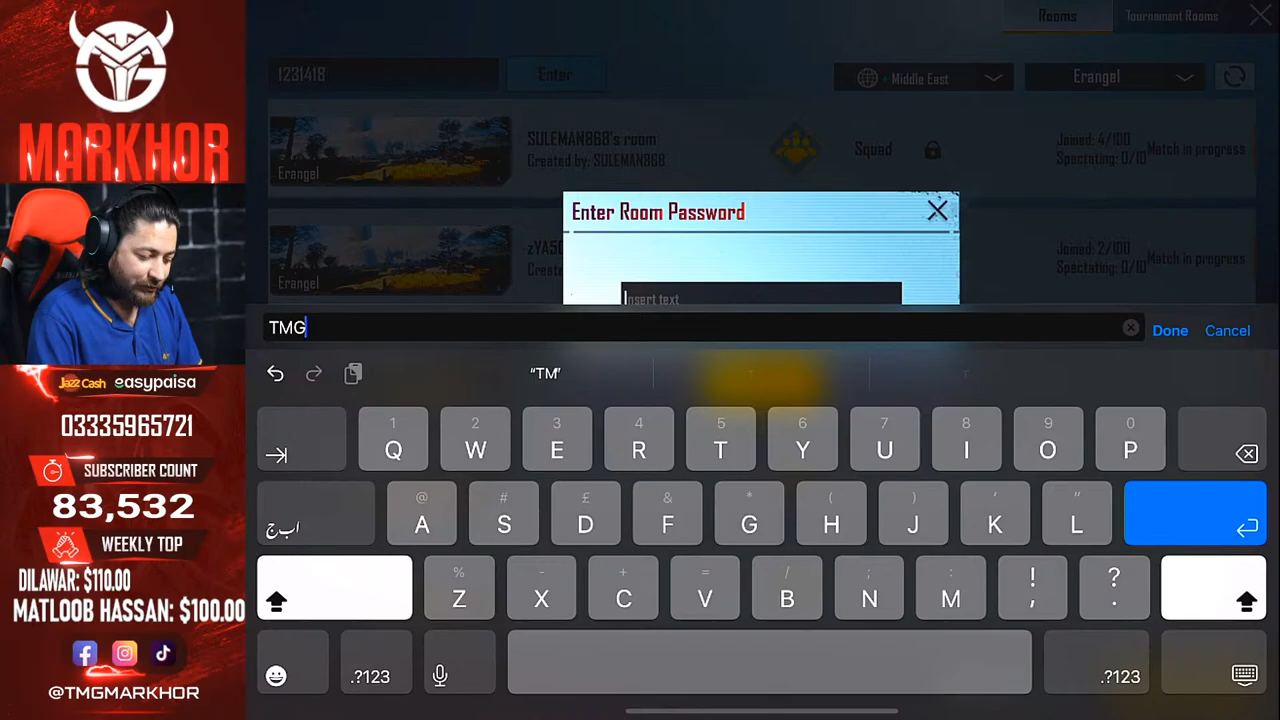 MARKHOR
Jazz Cash easypaisa
03335965721
SUBSCRIBER COUNT
83,532
WEEKLY TOP
DILAWAR: $110.00
MATLOOB HASSAN: $100.00
@TMGMARKHOR
Rooms
Tournament Rooms
1231418
Enter
Middle East
Erangel
SULEMAN868's room
Created by: SULEMAN868
Erangel
Squad
Joined: 4/100
Spectating: 0/10
Match in progress
Erangel
Joined: 2/100
Spectating: 0/10
Match in progress
Enter Room Password
Insert text
TMG
Done
Cancel
“TM”
1 2 3 4 5 6 7 8 9 0
Q W E R T Y U I O P
@ # £ & * ( ) ‘ “
ا ب ج A S D F G H J K L
% - + = / ; : ! ?
Z X C V B N M , .
.?123 .?123